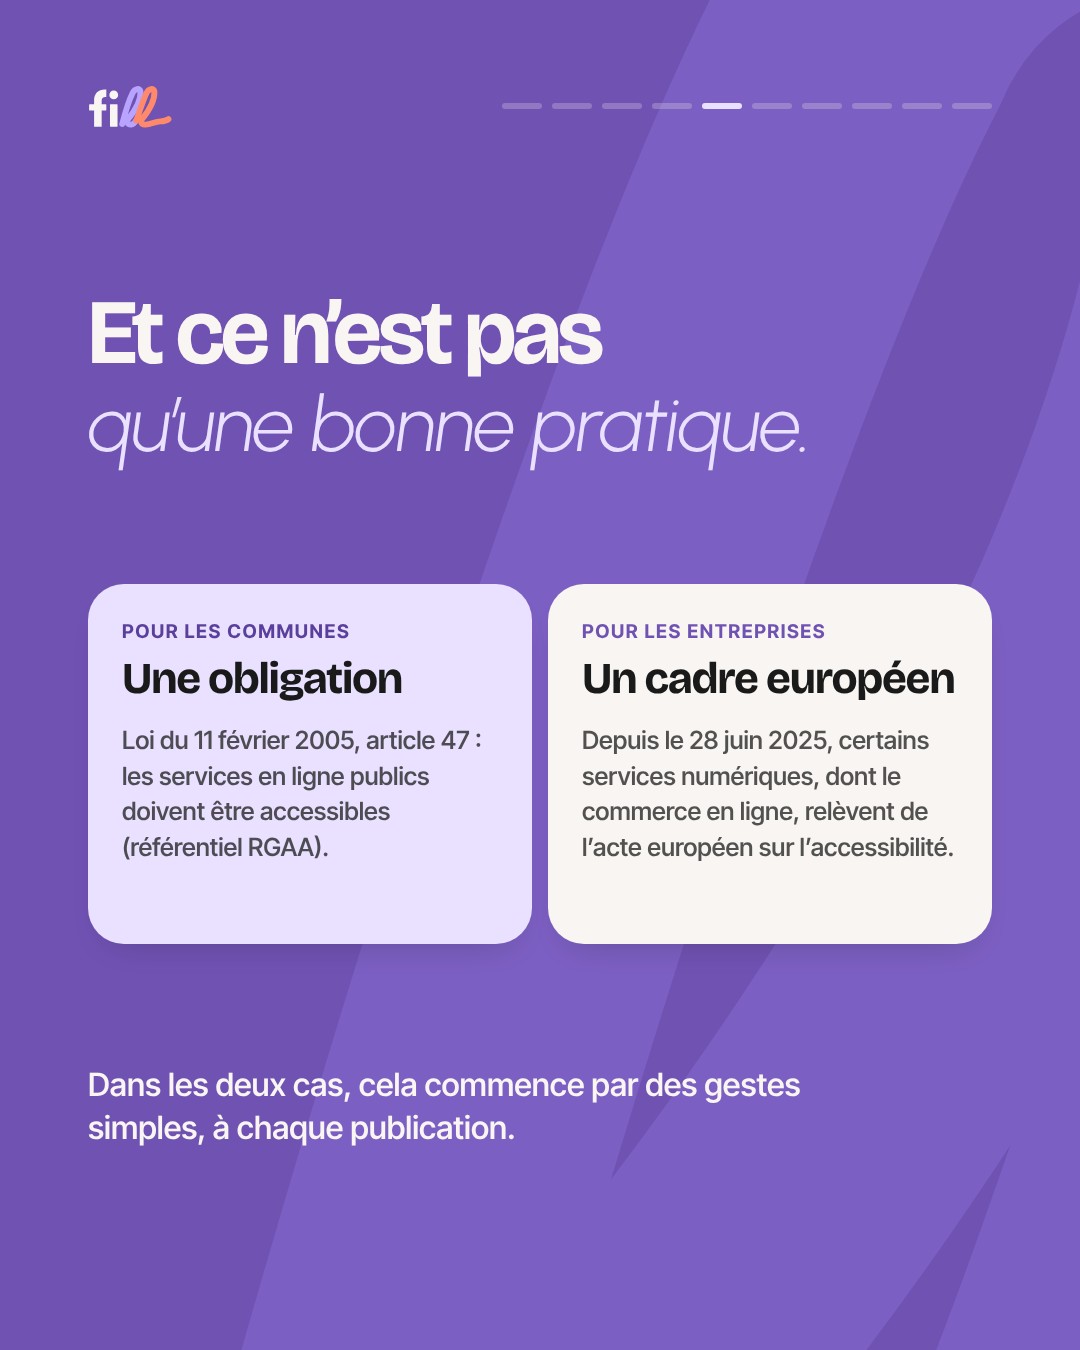 fill
Et ce n’est pas
qu’une bonne pratique.
POUR LES COMMUNES
Une obligation
Loi du 11 février 2005, article 47 :
les services en ligne publics
doivent être accessibles
(référentiel RGAA).
POUR LES ENTREPRISES
Un cadre européen
Depuis le 28 juin 2025, certains
services numériques, dont le
commerce en ligne, relèvent de
l’acte européen sur l’accessibilité.
Dans les deux cas, cela commence par des gestes
simples, à chaque publication.